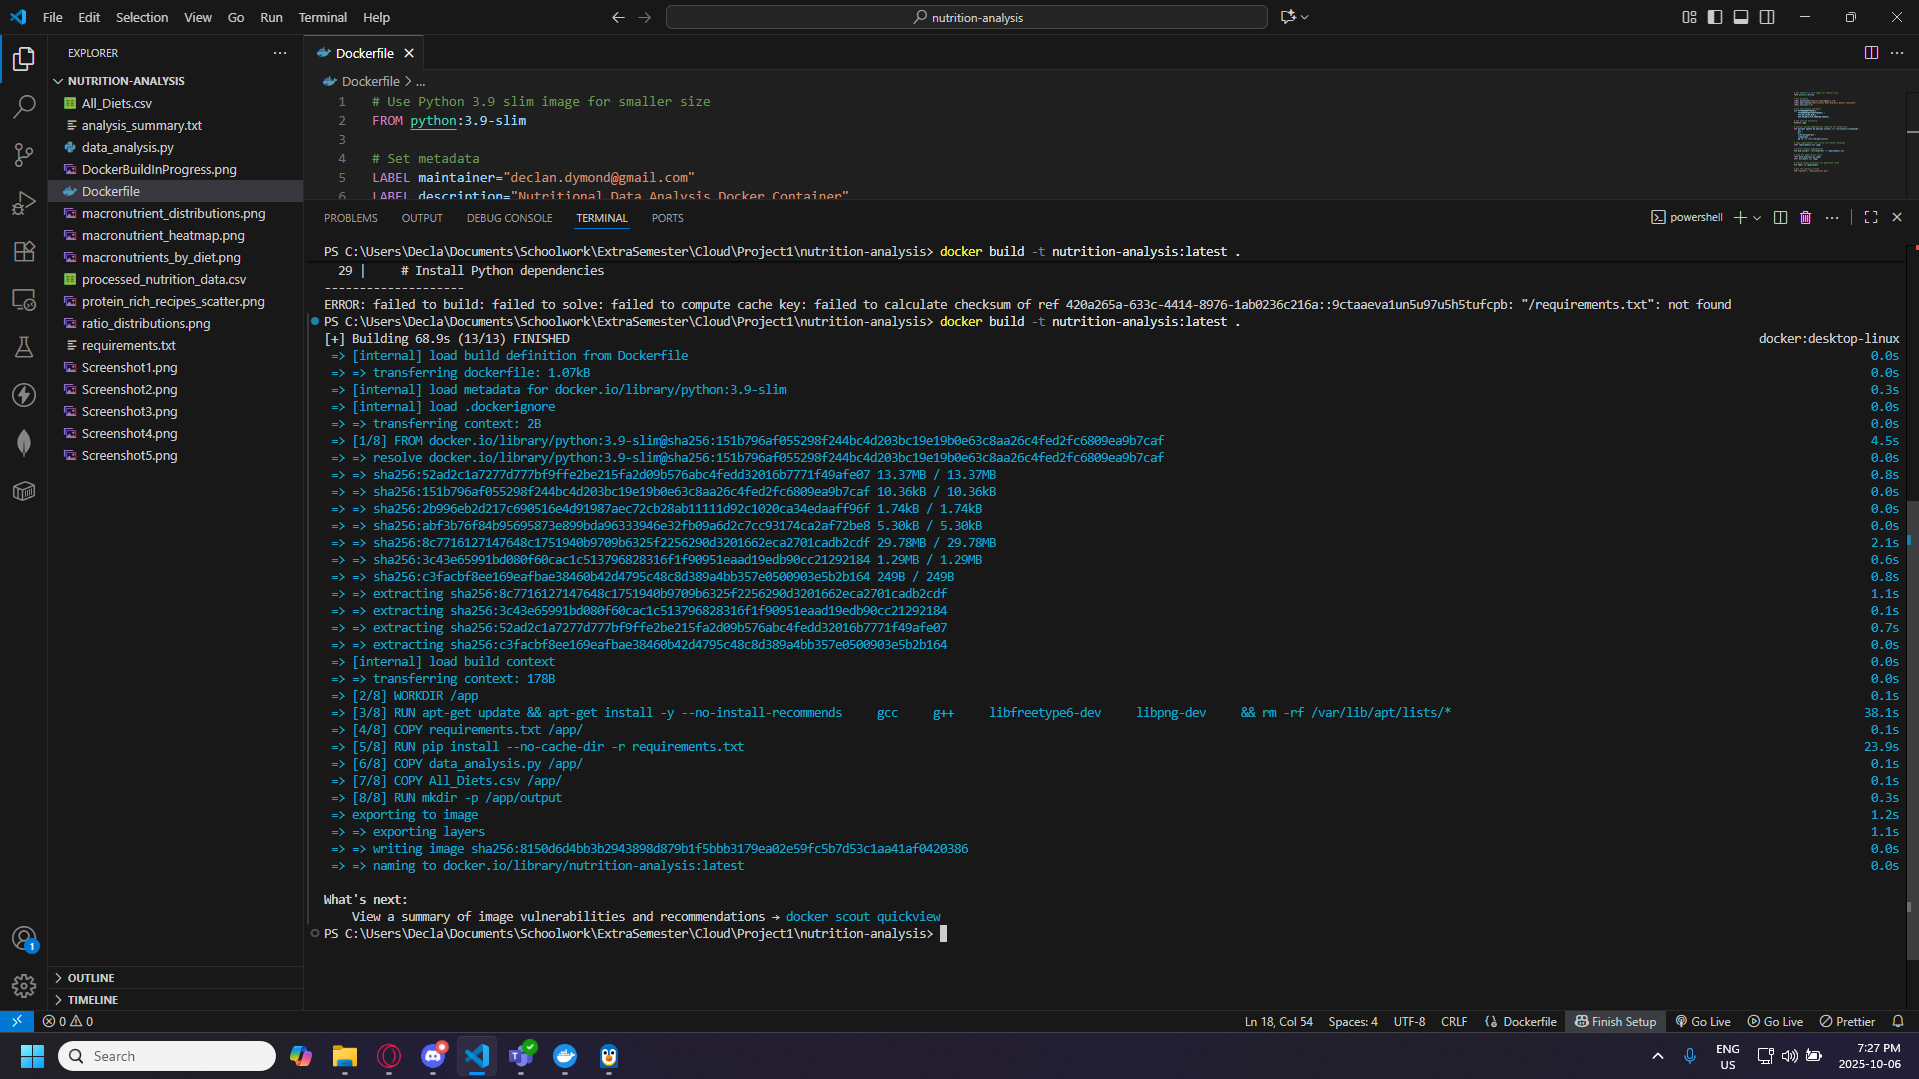 File Edit Selection View Go Run Terminal Help
nutrition-analysis
EXPLORER
NUTRITION-ANALYSIS
All_Diets.csv
analysis_summary.txt
data_analysis.py
DockerBuildInProgress.png
Dockerfile
macronutrient_distributions.png
macronutrient_heatmap.png
macronutrients_by_diet.png
processed_nutrition_data.csv
protein_rich_recipes_scatter.png
ratio_distributions.png
requirements.txt
Screenshot1.png
Screenshot2.png
Screenshot3.png
Screenshot4.png
Screenshot5.png
OUTLINE
TIMELINE
Dockerfile
Dockerfile > ...
1 # Use Python 3.9 slim image for smaller size
2 FROM python:3.9-slim
3
4 # Set metadata
5 LABEL maintainer="declan.dymond@gmail.com"
6 LABEL description="Nutritional Data Analysis Docker Container"
PROBLEMS OUTPUT DEBUG CONSOLE TERMINAL PORTS
powershell
PS C:\Users\Decla\Documents\Schoolwork\ExtraSemester\Cloud\Project1\nutrition-analysis> docker build -t nutrition-analysis:latest .
29 | # Install Python dependencies
--------------------
ERROR: failed to build: failed to solve: failed to compute cache key: failed to calculate checksum of ref 420a265a-633c-4414-8976-1ab0236c216a::9ctaaeva1un5u97u5h5tufcpb: "/requirements.txt": not found
PS C:\Users\Decla\Documents\Schoolwork\ExtraSemester\Cloud\Project1\nutrition-analysis> docker build -t nutrition-analysis:latest .
[+] Building 68.9s (13/13) FINISHED docker:desktop-linux
=> [internal] load build definition from Dockerfile 0.0s
=> => transferring dockerfile: 1.07kB 0.0s
=> [internal] load metadata for docker.io/library/python:3.9-slim 0.3s
=> [internal] load .dockerignore 0.0s
=> => transferring context: 2B 0.0s
=> [1/8] FROM docker.io/library/python:3.9-slim@sha256:151b796af055298f244bc4d203bc19e19b0e63c8aa26c4fed2fc6809ea9b7caf 4.5s
=> => resolve docker.io/library/python:3.9-slim@sha256:151b796af055298f244bc4d203bc19e19b0e63c8aa26c4fed2fc6809ea9b7caf 0.0s
=> => sha256:52ad2c1a7277d777bf9ffe2be215fa2d09b576abc4fedd32016b7771f49afe07 13.37MB / 13.37MB 0.8s
=> => sha256:151b796af055298f244bc4d203bc19e19b0e63c8aa26c4fed2fc6809ea9b7caf 10.36kB / 10.36kB 0.0s
=> => sha256:2b996eb2d217c690516e4d91987aec72cb28ab11111d92c1020ca34edaaff96f 1.74kB / 1.74kB 0.0s
=> => sha256:abf3b76f84b95695873e899bda96333946e32fb09a6d2c7cc93174ca2af72be8 5.30kB / 5.30kB 0.0s
=> => sha256:8c7716127147648c1751940b9709b6325f2256290d3201662eca2701cadb2cdf 29.78MB / 29.78MB 2.1s
=> => sha256:3c43e65991bd080f60cac1c513796828316f1f90951eaad19edb90cc21292184 1.29MB / 1.29MB 0.6s
=> => sha256:c3facbf8ee169eafbae38460b42d4795c48c8d389a4bb357e0500903e5b2b164 249B / 249B 0.8s
=> => extracting sha256:8c7716127147648c1751940b9709b6325f2256290d3201662eca2701cadb2cdf 1.1s
=> => extracting sha256:3c43e65991bd080f60cac1c513796828316f1f90951eaad19edb90cc21292184 0.1s
=> => extracting sha256:52ad2c1a7277d777bf9ffe2be215fa2d09b576abc4fedd32016b7771f49afe07 0.7s
=> => extracting sha256:c3facbf8ee169eafbae38460b42d4795c48c8d389a4bb357e0500903e5b2b164 0.0s
=> [internal] load build context 0.0s
=> => transferring context: 178B 0.0s
=> [2/8] WORKDIR /app 0.1s
=> [3/8] RUN apt-get update && apt-get install -y --no-install-recommends gcc g++ libfreetype6-dev libpng-dev && rm -rf /var/lib/apt/lists/* 38.1s
=> [4/8] COPY requirements.txt /app/ 0.1s
=> [5/8] RUN pip install --no-cache-dir -r requirements.txt 23.9s
=> [6/8] COPY data_analysis.py /app/ 0.1s
=> [7/8] COPY All_Diets.csv /app/ 0.1s
=> [8/8] RUN mkdir -p /app/output 0.3s
=> exporting to image 1.2s
=> => exporting layers 1.1s
=> => writing image sha256:8150d6d4bb3b2943898d879b1f5bbb3179ea02e59fc5b7d53c1aa41af0420386 0.0s
=> => naming to docker.io/library/nutrition-analysis:latest 0.0s
What's next:
View a summary of image vulnerabilities and recommendations → docker scout quickview
PS C:\Users\Decla\Documents\Schoolwork\ExtraSemester\Cloud\Project1\nutrition-analysis>
1
0 0 Ln 18, Col 54 Spaces: 4 UTF-8 CRLF Dockerfile Finish Setup Go Live Go Live Prettier
Search
ENG US
7:27 PM
2025-10-06